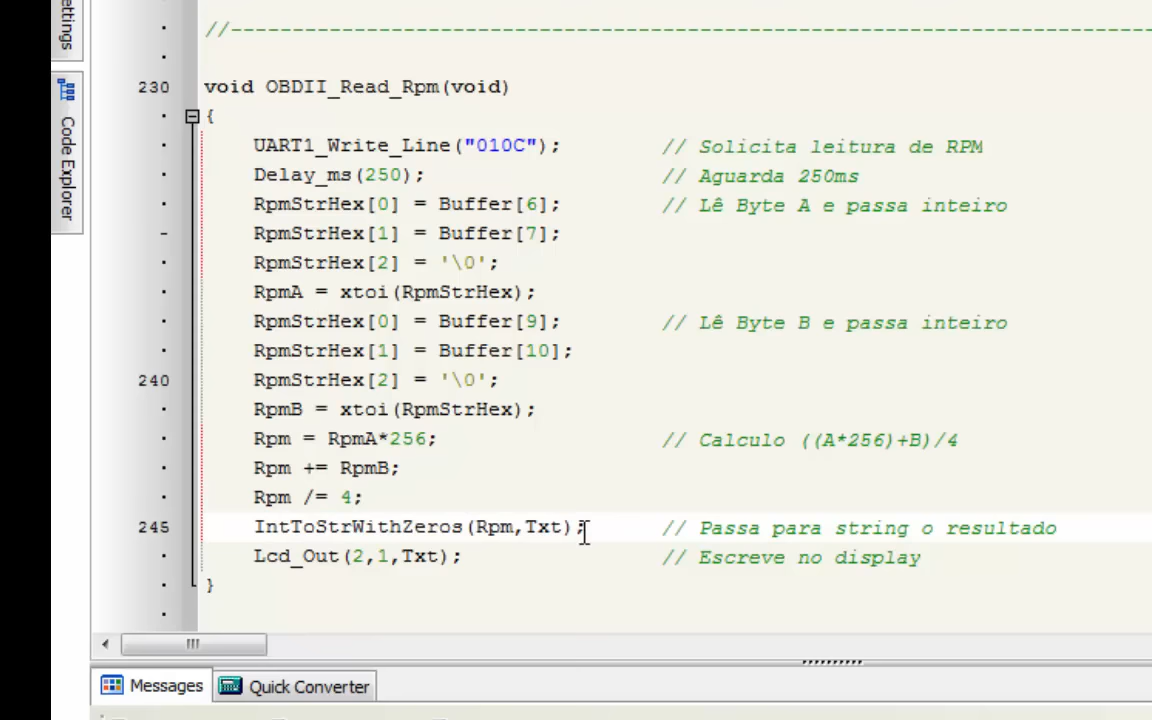 ettings
Code Explorer
//----------------------------------------------------------------------------
230 void OBDII_Read_Rpm(void)
{
UART1_Write_Line("010C"); // Solicita leitura de RPM
Delay_ms(250); // Aguarda 250ms
RpmStrHex[0] = Buffer[6]; // Lê Byte A e passa inteiro
RpmStrHex[1] = Buffer[7];
RpmStrHex[2] = '\0';
RpmA = xtoi(RpmStrHex);
RpmStrHex[0] = Buffer[9]; // Lê Byte B e passa inteiro
RpmStrHex[1] = Buffer[10];
240 RpmStrHex[2] = '\0';
RpmB = xtoi(RpmStrHex);
Rpm = RpmA*256; // Calculo ((A*256)+B)/4
Rpm += RpmB;
Rpm /= 4;
245 IntToStrWithZeros(Rpm,Txt); // Passa para string o resultado
Lcd_Out(2,1,Txt); // Escreve no display
}
Messages Quick Converter